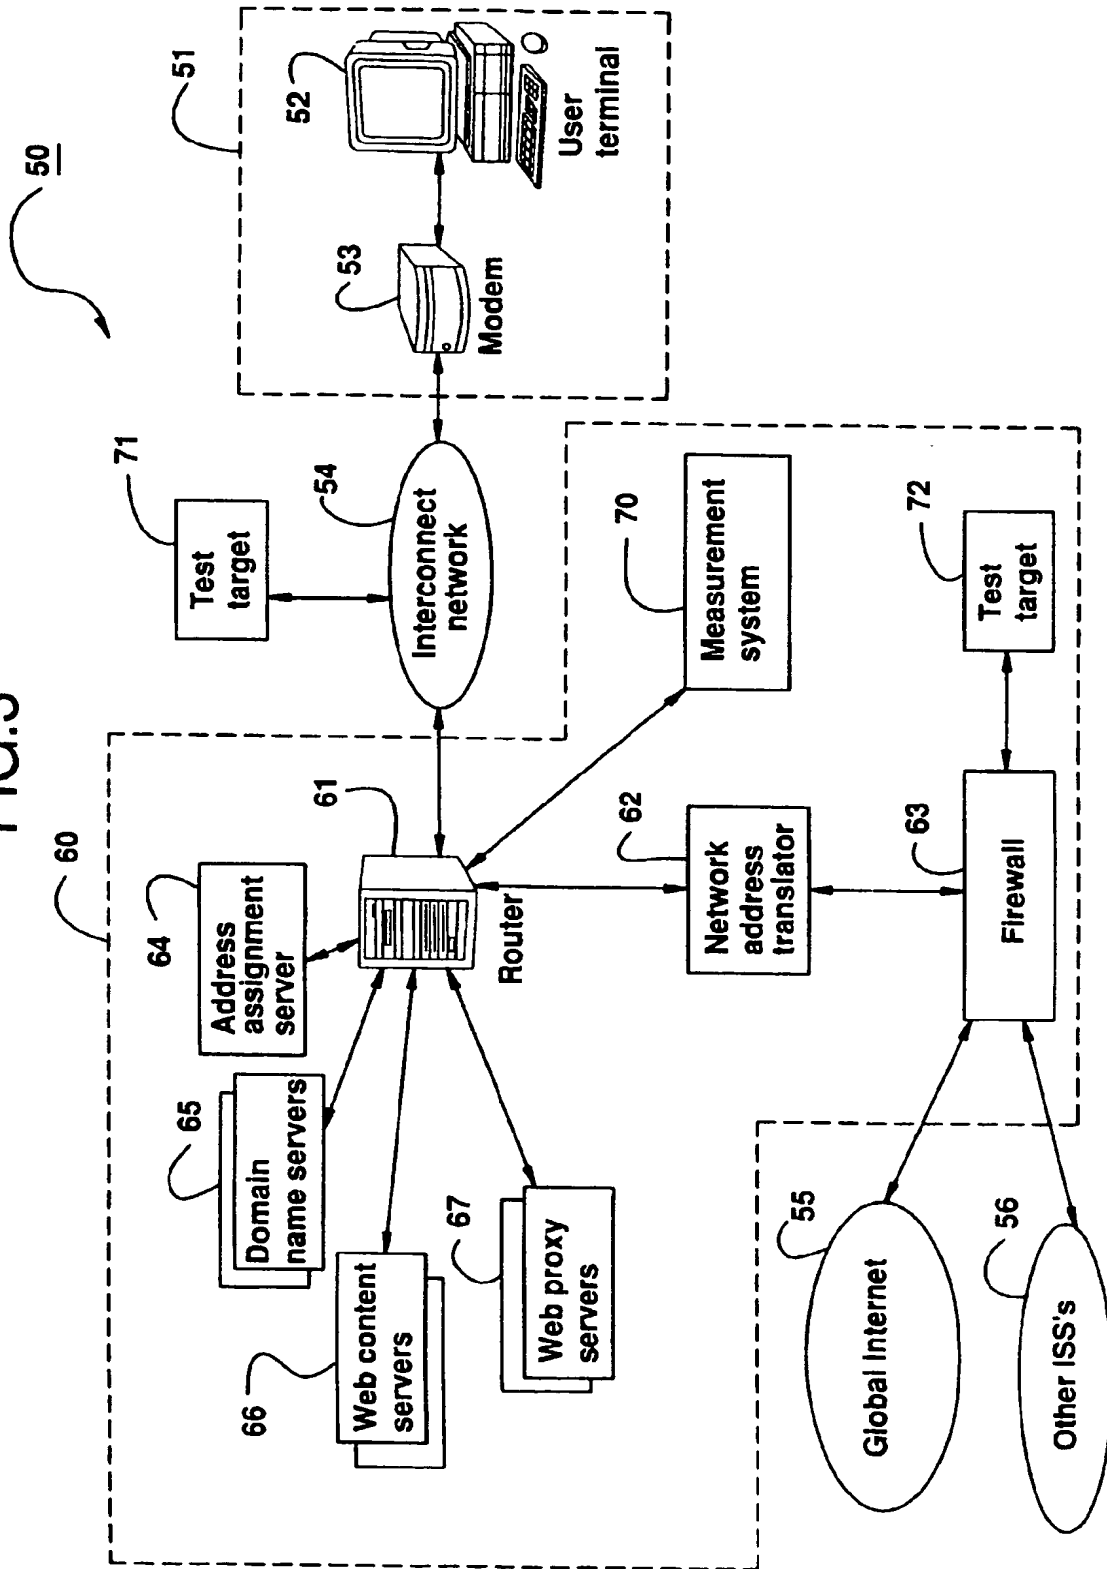 FIG.3
50
60
64
Address
assignment
server
65
Domain
name servers
66
Web content
servers
67
Web proxy
servers
61
Router
71
Test
target
54
Interconnect
network
51
53
Modem
52
User
terminal
70
Measurement
system
62
Network
address
translator
63
Firewall
72
Test
target
55
Global Internet
56
Other ISS's